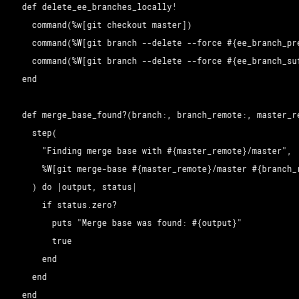 def delete_ee_branches_locally!
command(%w[git checkout master])
command(%W[git branch --delete --force #{ee_branch_pre
command(%W[git branch --delete --force #{ee_branch_suf
end
def merge_base_found?(branch:, branch_remote:, master_re
step(
"Finding merge base with #{master_remote}/master",
%W[git merge-base #{master_remote}/master #{branch_r
) do |output, status|
if status.zero?
puts "Merge base was found: #{output}"
true
end
end
end